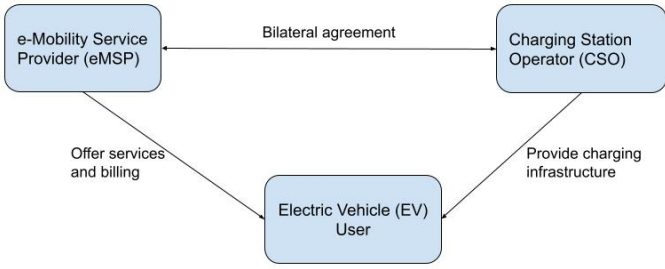 e-Mobility Service
Provider (eMSP)
Bilateral agreement
Charging Station
Operator (CSO)
Offer services
and billing
Provide charging
infrastructure
Electric Vehicle (EV)
User